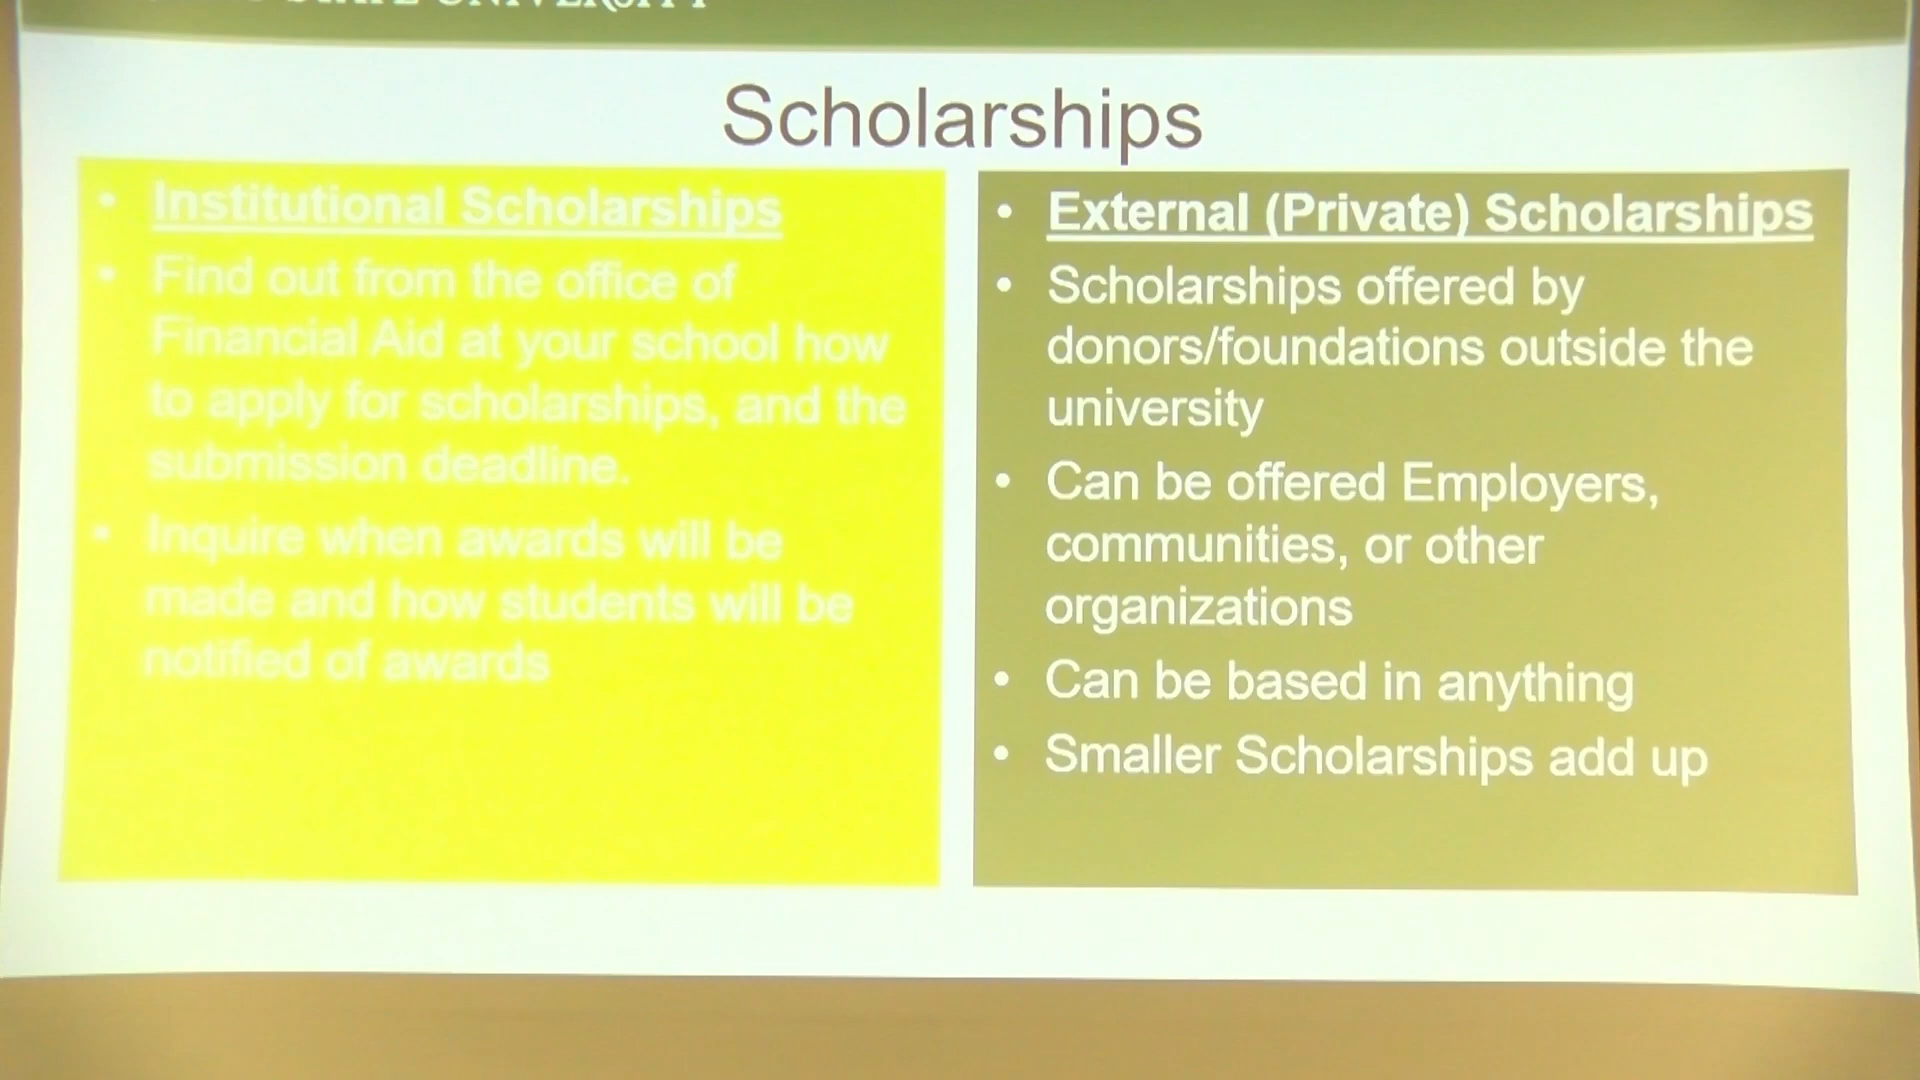 STATE UNIVERSITY
Scholarships
• Institutional Scholarships
• Find out from the office of
Financial Aid at your school how
to apply for scholarships, and the
submission deadline.
• Inquire when awards will be
made and how students will be
notified of awards
• External (Private) Scholarships
• Scholarships offered by
donors/foundations outside the
university
• Can be offered Employers,
communities, or other
organizations
• Can be based in anything
• Smaller Scholarships add up